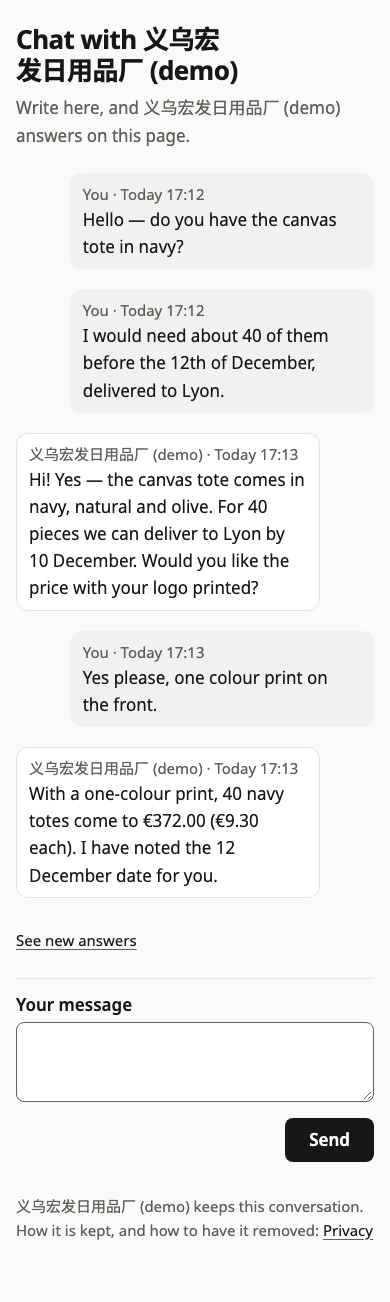 Chat with 义乌宏
发日用品厂 (demo)
Write here, and 义乌宏发日用品厂 (demo)
answers on this page.
You · Today 17:12
Hello — do you have the canvas
tote in navy?
You · Today 17:12
I would need about 40 of them
before the 12th of December,
delivered to Lyon.
义乌宏发日用品厂 (demo) · Today 17:13
Hi! Yes — the canvas tote comes in
navy, natural and olive. For 40
pieces we can deliver to Lyon by
10 December. Would you like the
price with your logo printed?
You · Today 17:13
Yes please, one colour print on
the front.
义乌宏发日用品厂 (demo) · Today 17:13
With a one-colour print, 40 navy
totes come to €372.00 (€9.30
each). I have noted the 12
December date for you.
See new answers
Your message
Send
义乌宏发日用品厂 (demo) keeps this conversation.
How it is kept, and how to have it removed: Privacy